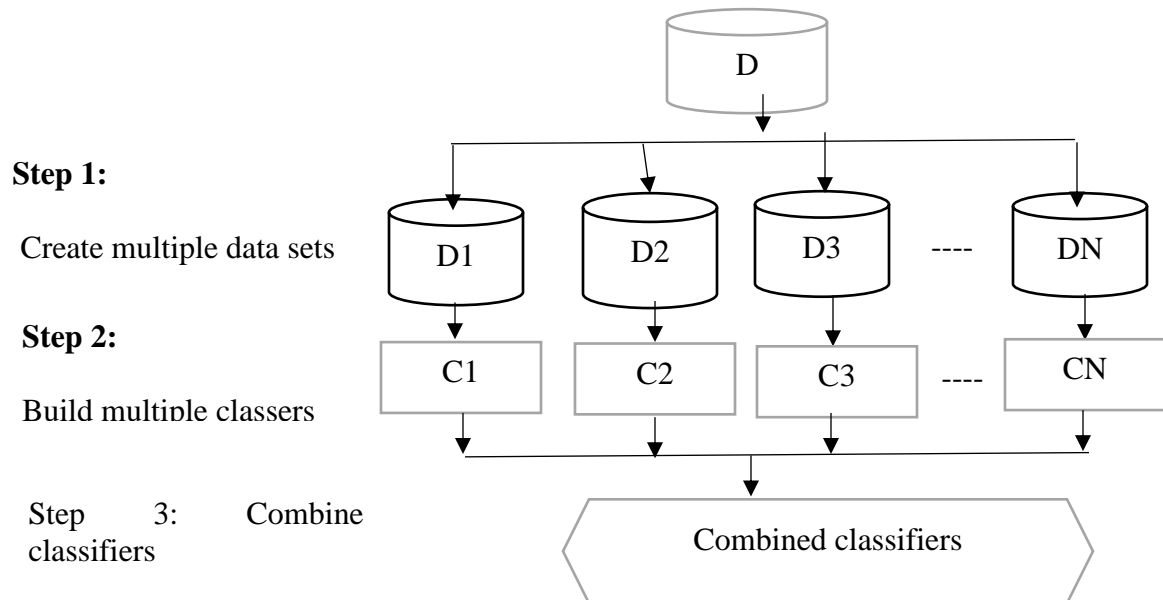 D
Step 1:
Create multiple data sets
D1 D2 D3 ---- DN
Step 2:
C1 C2 C3 ---- CN
Build multiple classers
Step 3: Combine
classifiers
Combined classifiers